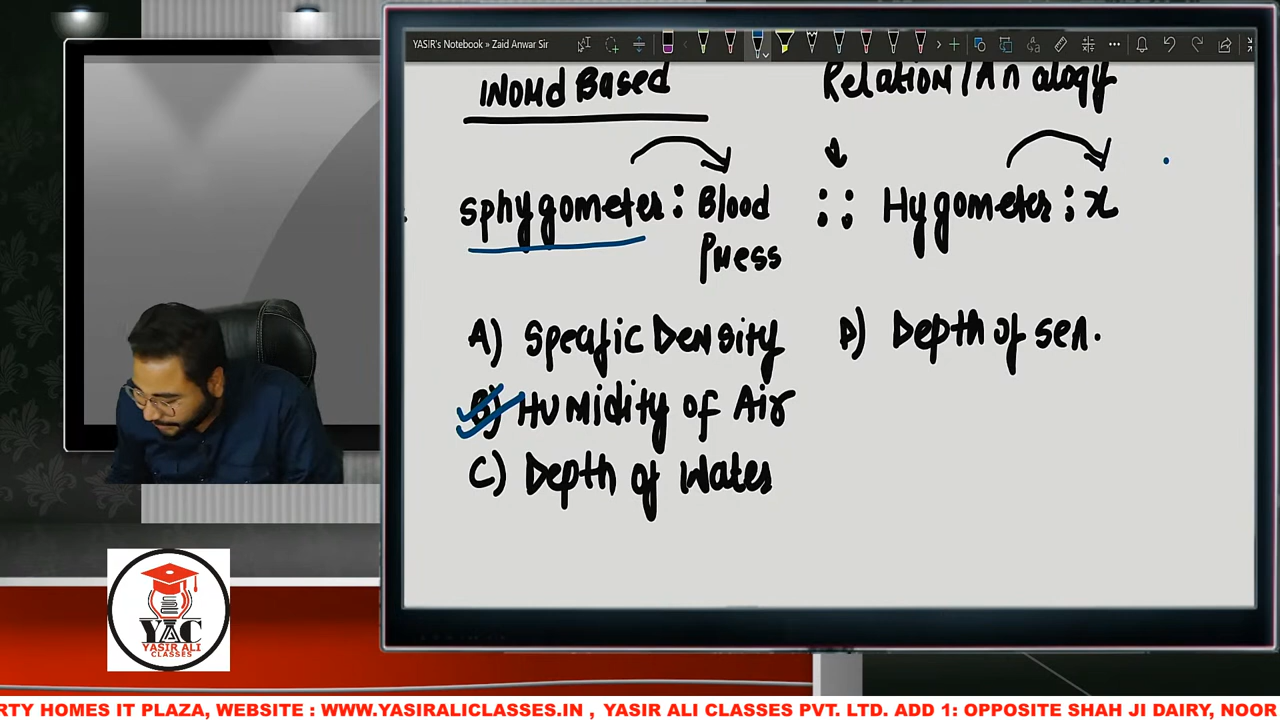 YASIR's Notebook » Zaid Anwar Sir
Word Based Relation/Analogy
Sphygometer : Blood Press :: Hygometer : x
A) Specific Density
D) Depth of sea.
B) Humidity of Air
C) Depth of Water
YAC
YASIR ALI
CLASSES
RTY HOMES IT PLAZA, WEBSITE : WWW.YASIRALICLASSES.IN , YASIR ALI CLASSES PVT. LTD. ADD 1: OPPOSITE SHAH JI DAIRY, NOOR